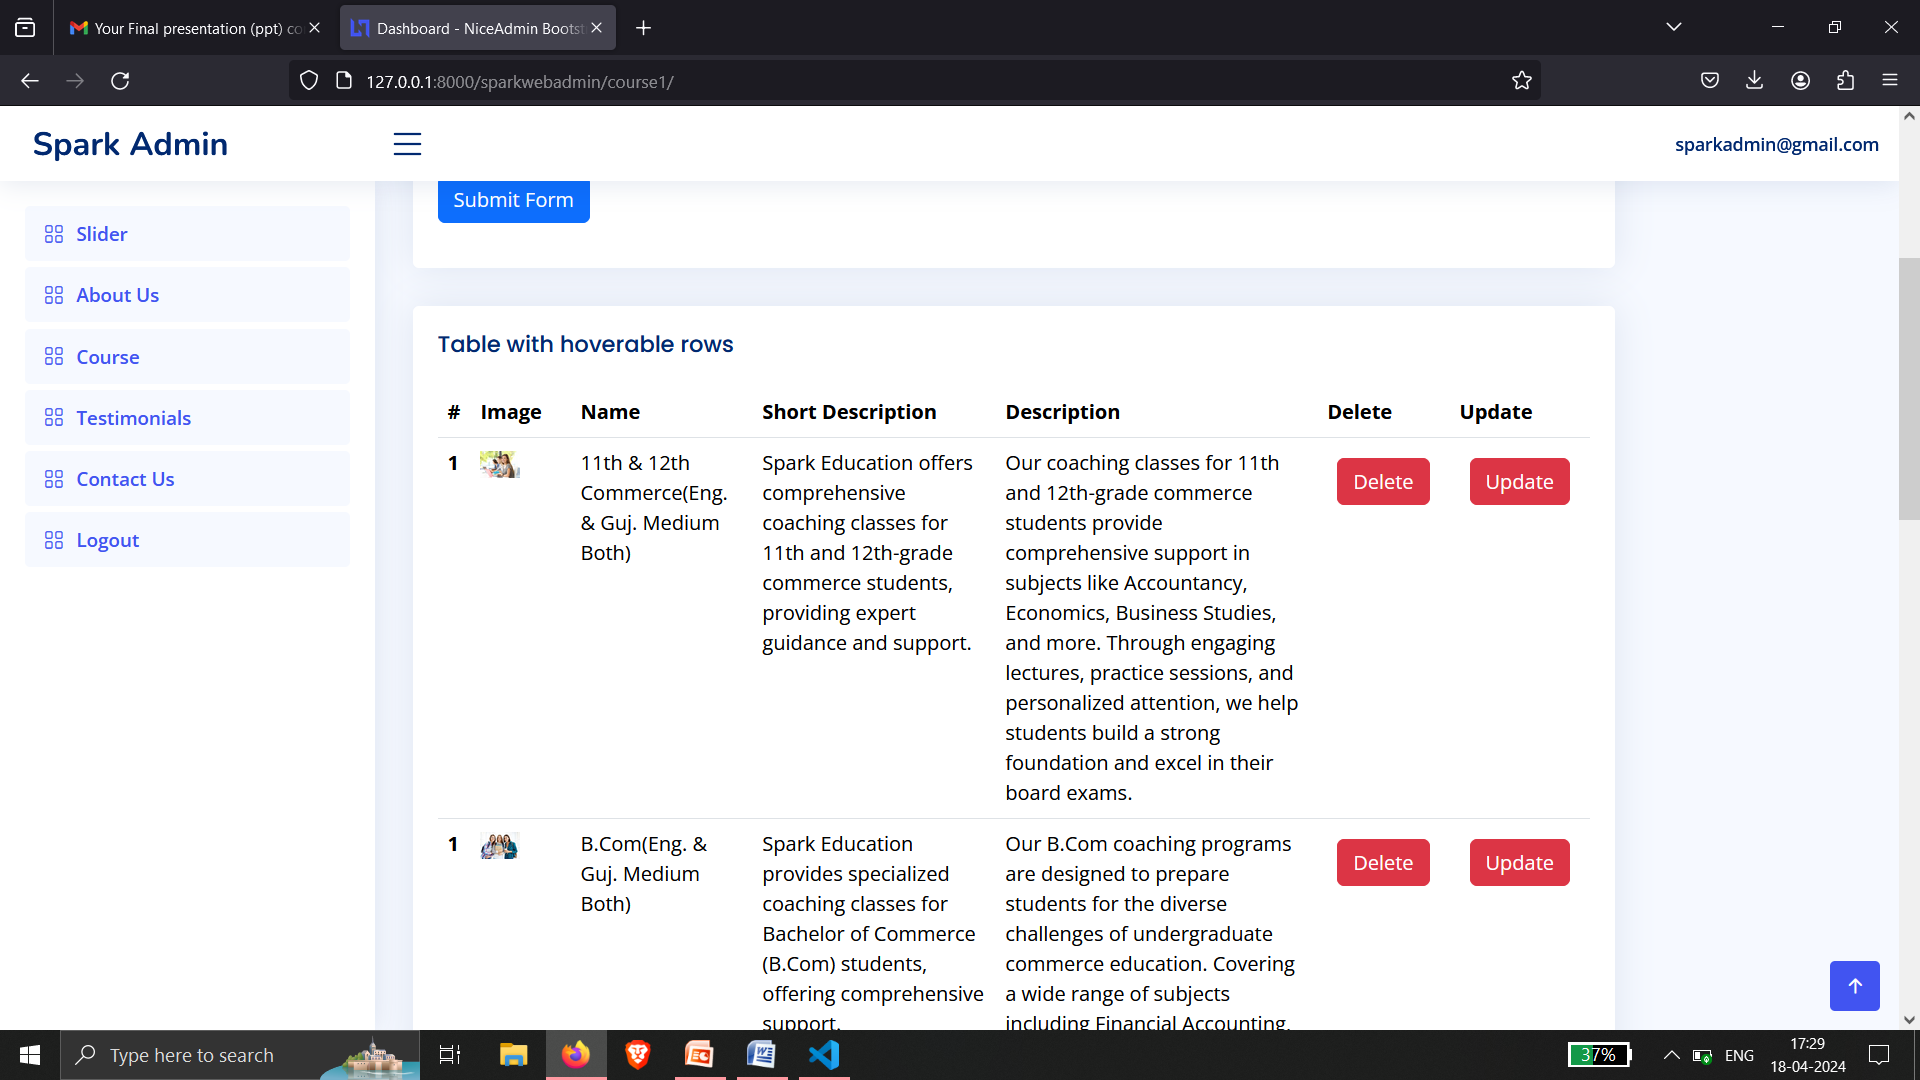 Your Final presentation (ppt) co
Dashboard - NiceAdmin Bootst
127.0.0.1:8000/sparkwebadmin/course1/
Spark Admin
sparkadmin@gmail.com
Slider
About Us
Course
Testimonials
Contact Us
Logout
Submit Form
Table with hoverable rows
# Image Name Short Description Description Delete Update
1
11th & 12th
Commerce(Eng.
& Guj. Medium
Both)
Spark Education offers
comprehensive
coaching classes for
11th and 12th-grade
commerce students,
providing expert
guidance and support.
Our coaching classes for 11th
and 12th-grade commerce
students provide
comprehensive support in
subjects like Accountancy,
Economics, Business Studies,
and more. Through engaging
lectures, practice sessions, and
personalized attention, we help
students build a strong
foundation and excel in their
board exams.
Delete
Update
1
B.Com(Eng. &
Guj. Medium
Both)
Spark Education
provides specialized
coaching classes for
Bachelor of Commerce
(B.Com) students,
offering comprehensive
support.
Our B.Com coaching programs
are designed to prepare
students for the diverse
challenges of undergraduate
commerce education. Covering
a wide range of subjects
including Financial Accounting,
Delete
Update
Type here to search
37%
ENG
17:29
18-04-2024